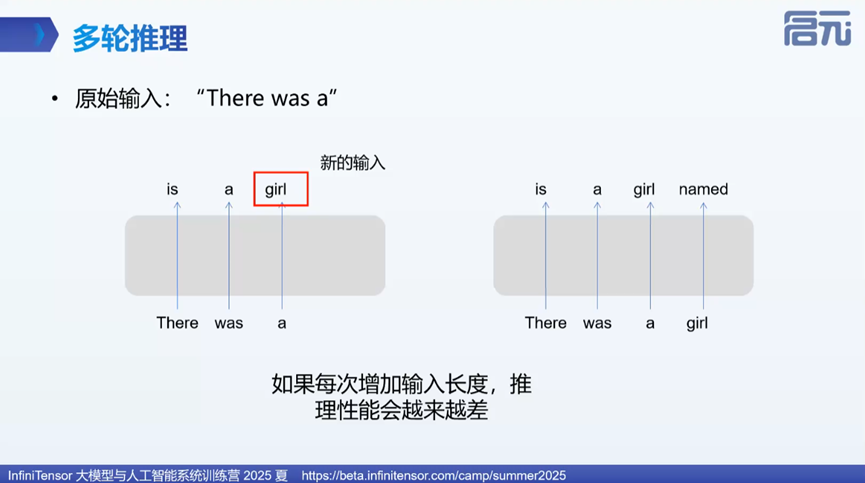 多轮推理
启元
• 原始输入：“There was a”
新的输入
is a girl
is a girl named
There was a
There was a girl
如果每次增加输入长度，推
理性能会越来越差
InfiniTensor 大模型与人工智能系统训练营 2025 夏 https://beta.infinitensor.com/camp/summer2025